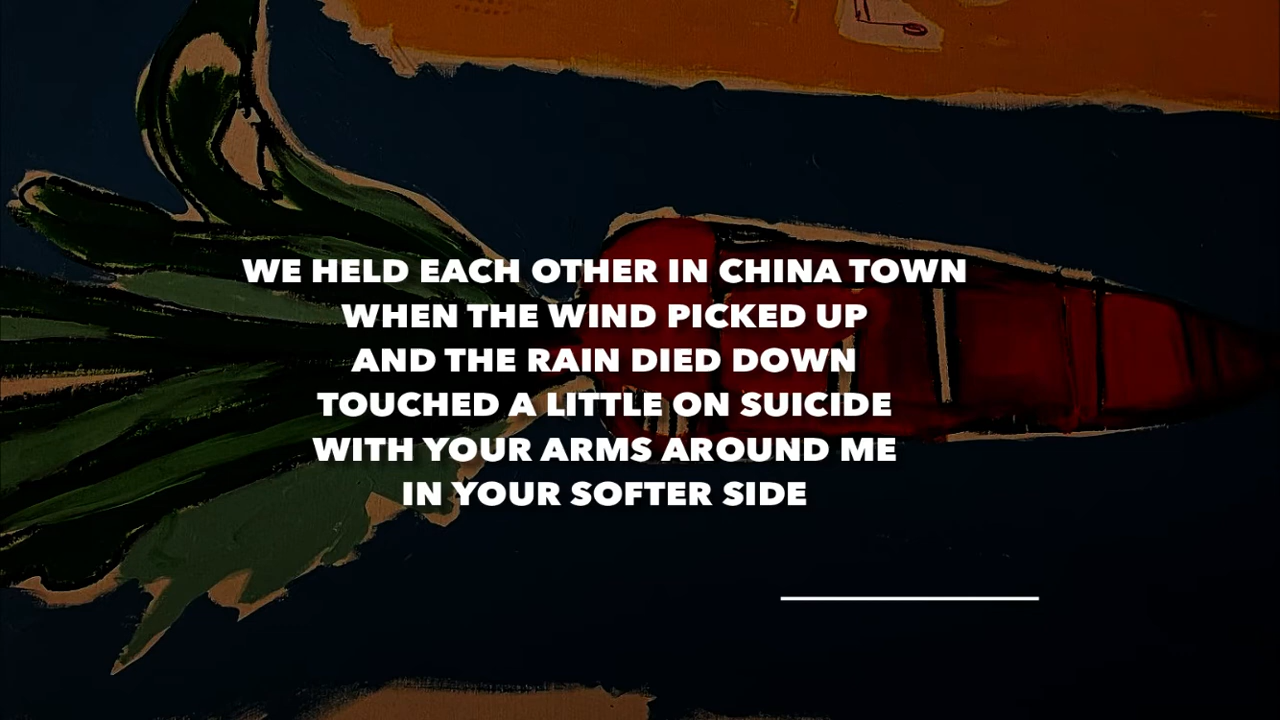 WE HELD EACH OTHER IN CHINA TOWN
WHEN THE WIND PICKED UP
AND THE RAIN DIED DOWN
TOUCHED A LITTLE ON SUICIDE
WITH YOUR ARMS AROUND ME
IN YOUR SOFTER SIDE